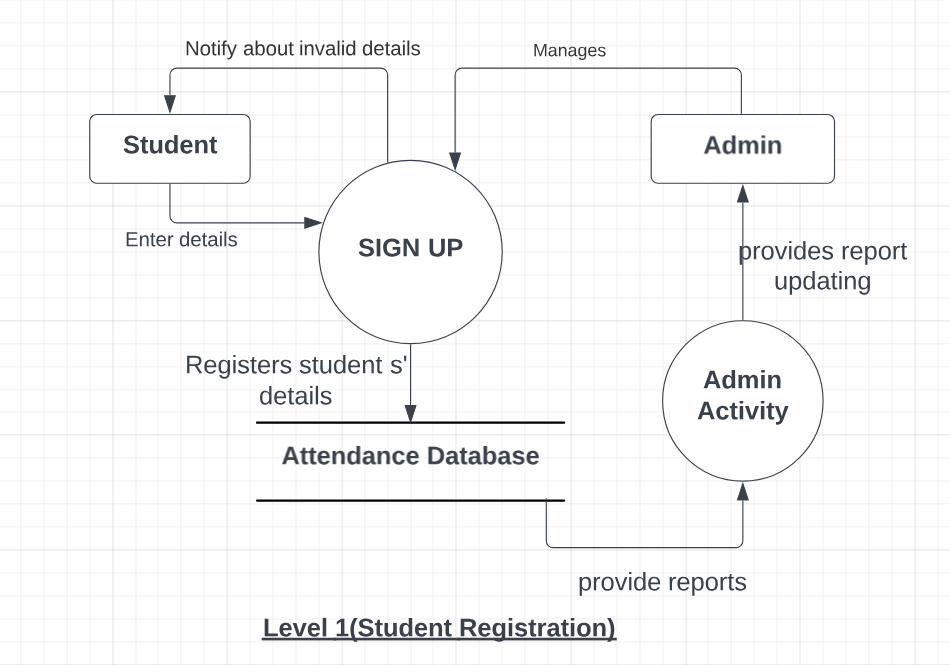 Notify about invalid details
Manages
Student
Admin
Enter details
SIGN UP
provides report
updating
Registers student s'
details
Admin
Activity
Attendance Database
provide reports
Level 1(Student Registration)